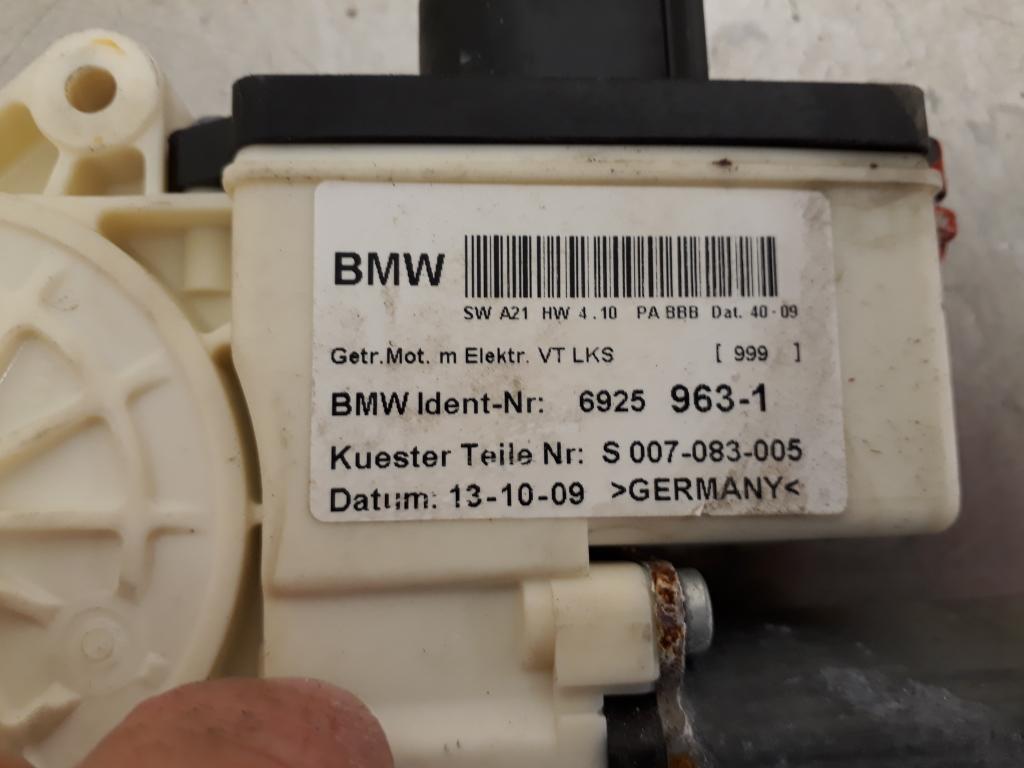 BMW
SW A21 HW 4.10 PA BBB Dat. 40-09
Getr.Mot. m Elektr. VT LKS [ 999 ]
BMW Ident-Nr: 6925 963-1
Kuester Teile Nr: S 007-083-005
Datum: 13-10-09 >GERMANY<